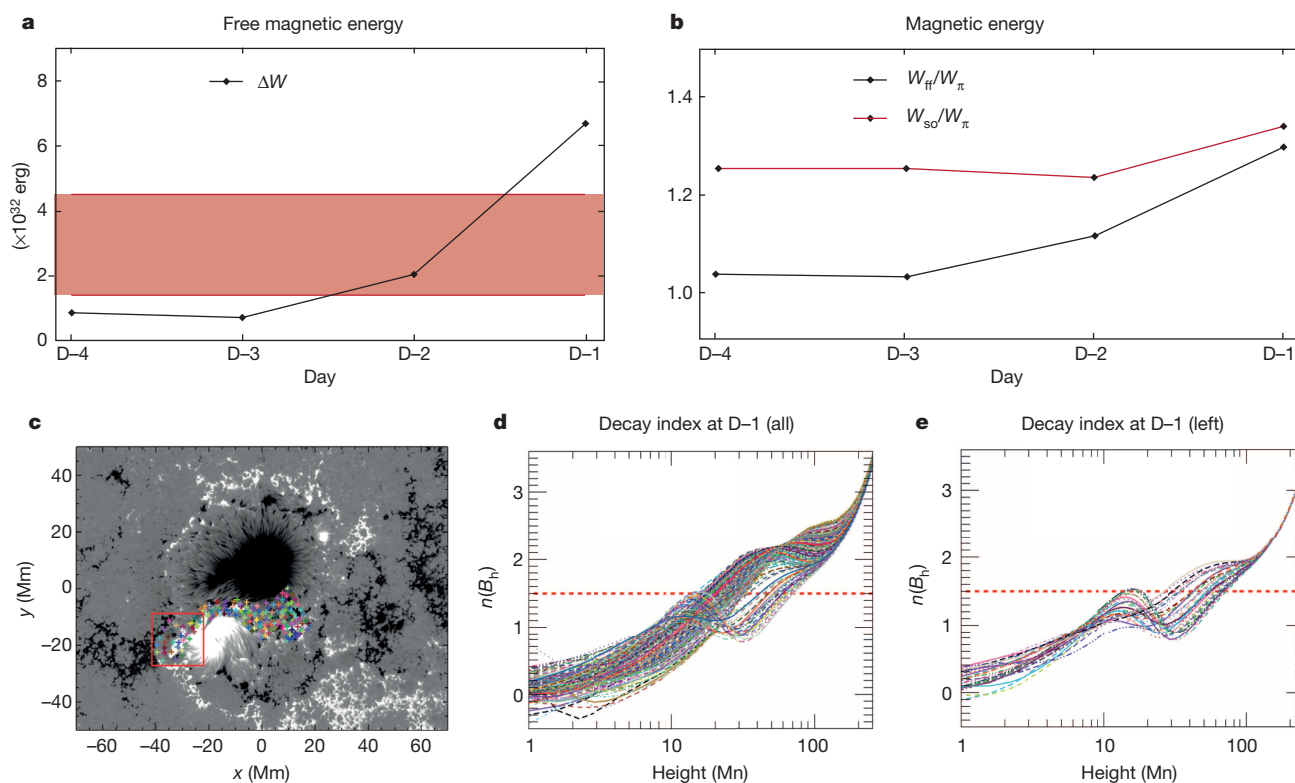 a Free magnetic energy
8
6
4
2
0
(×10³² erg)
ΔW
D–4 D–3 D–2 D–1
Day
b Magnetic energy
1.4
1.2
1.0
W_ff/W_π
W_so/W_π
D–4 D–3 D–2 D–1
Day
c
40
20
0
−20
−40
y (Mm)
−60 −40 −20 0 20 40 60
x (Mm)
d Decay index at D–1 (all)
3
2
1
0
n(B_h)
1 10 100
Height (Mn)
e Decay index at D–1 (left)
3
2
1
0
n(B_h)
1 10 100
Height (Mn)